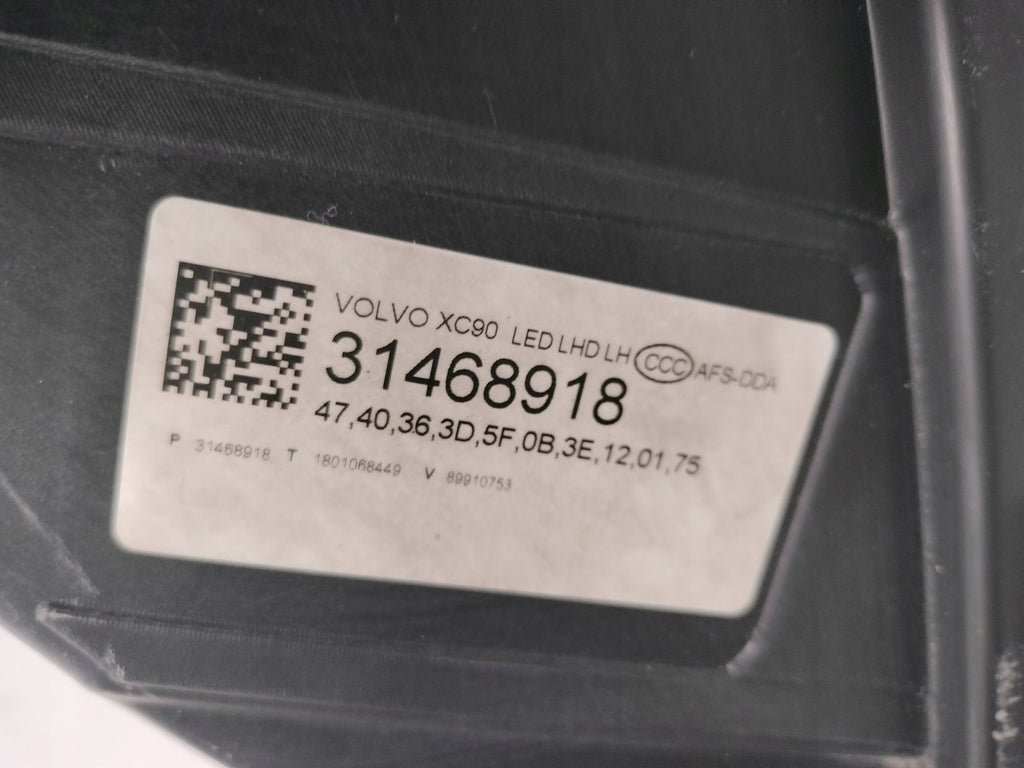 VOLVO XC90 LED LHD LH CCC AFS-DDA
31468918
47,40,36,3D,5F,0B,3E,12,01,75
P 31468918 T 1801068449 V 89910753